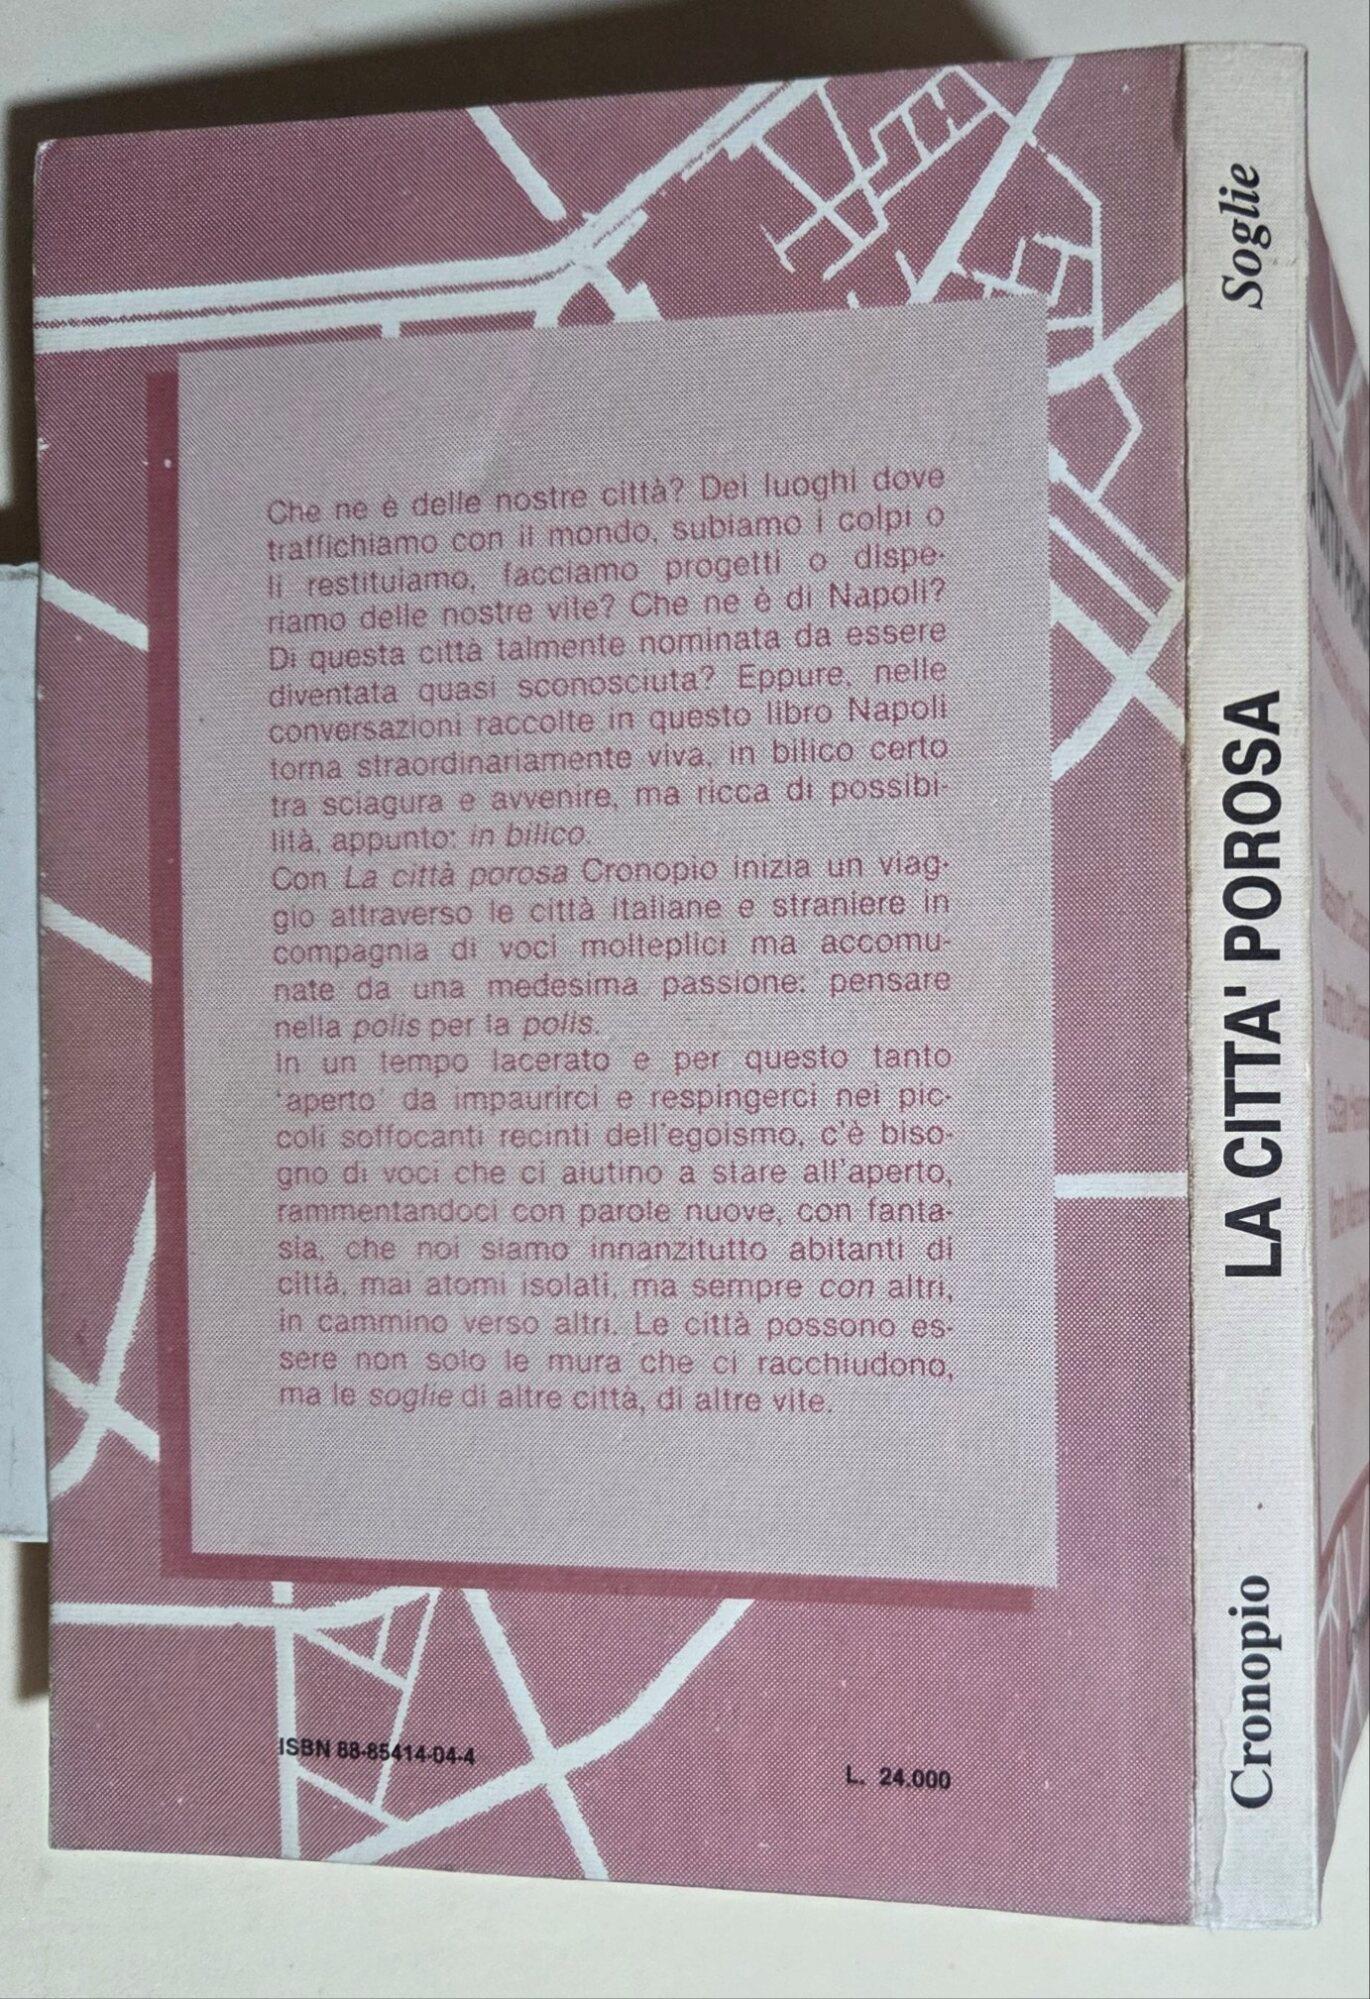 Che ne è delle nostre città? Dei luoghi dove
traffichiamo con il mondo, subiamo i colpi o
li restituiamo, facciamo progetti o dispe-
riamo delle nostre vite? Che ne è di Napoli?
Di questa città talmente nominata da essere
diventata quasi sconosciuta? Eppure, nelle
conversazioni raccolte in questo libro Napoli
torna straordinariamente viva, in bilico certo
tra sciagura e avvenire, ma ricca di possibi-
lità, appunto: in bilico.
Con La città porosa Cronopio inizia un viag-
gio attraverso le città italiane e straniere in
compagnia di voci molteplici ma accomu-
nate da una medesima passione: pensare
nella polis per la polis.
In un tempo lacerato e per questo tanto
'aperto' da impaurirci e respingerci nei pic-
coli soffocanti recinti dell'egoismo, c'è biso-
gno di voci che ci aiutino a stare all'aperto,
rammentandoci con parole nuove, con fanta-
sia, che noi siamo innanzitutto abitanti di
città, mai atomi isolati, ma sempre con altri,
in cammino verso altri. Le città possono es-
sere non solo le mura che ci racchiudono,
ma le soglie di altre città, di altre vite.
ISBN 88-85414-04-4
L. 24.000
Cronopio
LA CITTA' POROSA
Soglie